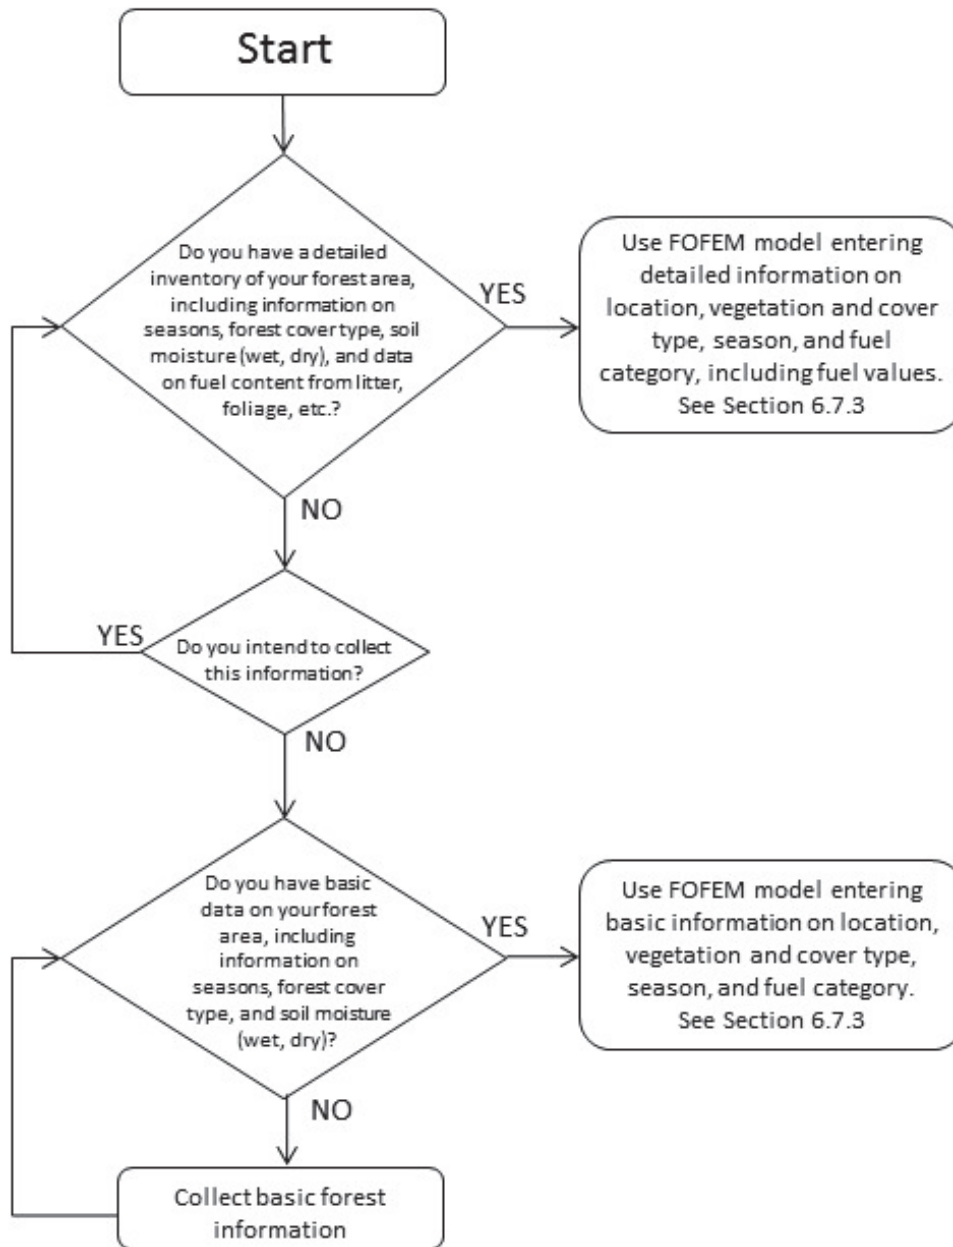 Start
Do you have a detailed
inventory of your forest area,
including information on
seasons, forest cover type, soil
moisture (wet, dry), and data
on fuel content from litter,
foliage, etc.?
YES
Use FOFEM model entering
detailed information on
location, vegetation and cover
type, season, and fuel
category, including fuel values.
See Section 6.7.3
NO
YES
Do you intend to collect
this information?
NO
Do you have basic
data on your forest
area, including
information on
seasons, forest cover
type, and soil moisture
(wet, dry)?
YES
Use FOFEM model entering
basic information on location,
vegetation and cover type,
season, and fuel category.
See Section 6.7.3
NO
Collect basic forest
information